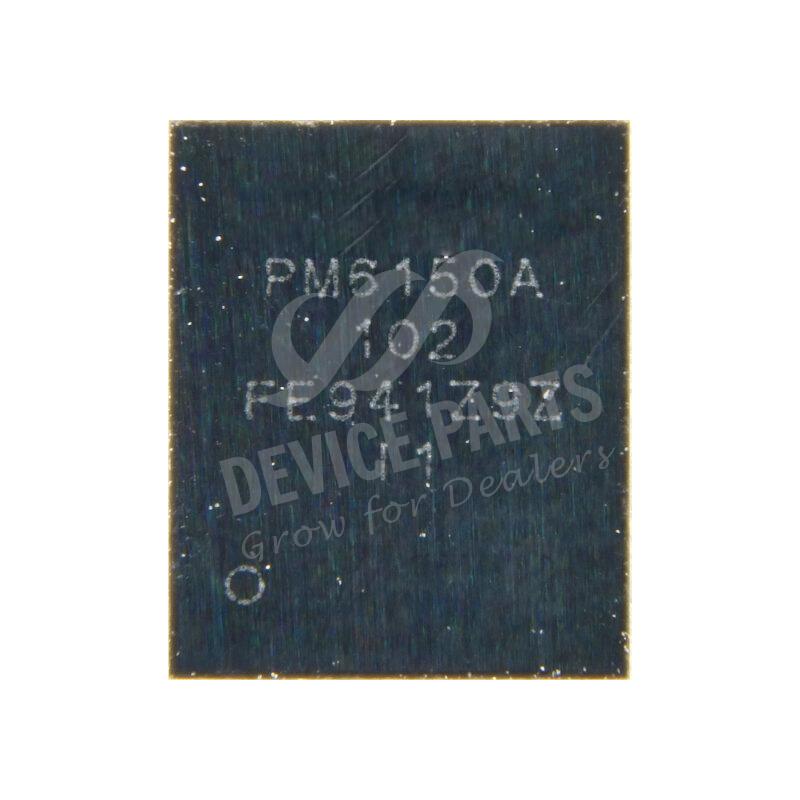 PM6150A
102
FE941Z9Z
DEVICE PARTS
Grow for Dealers